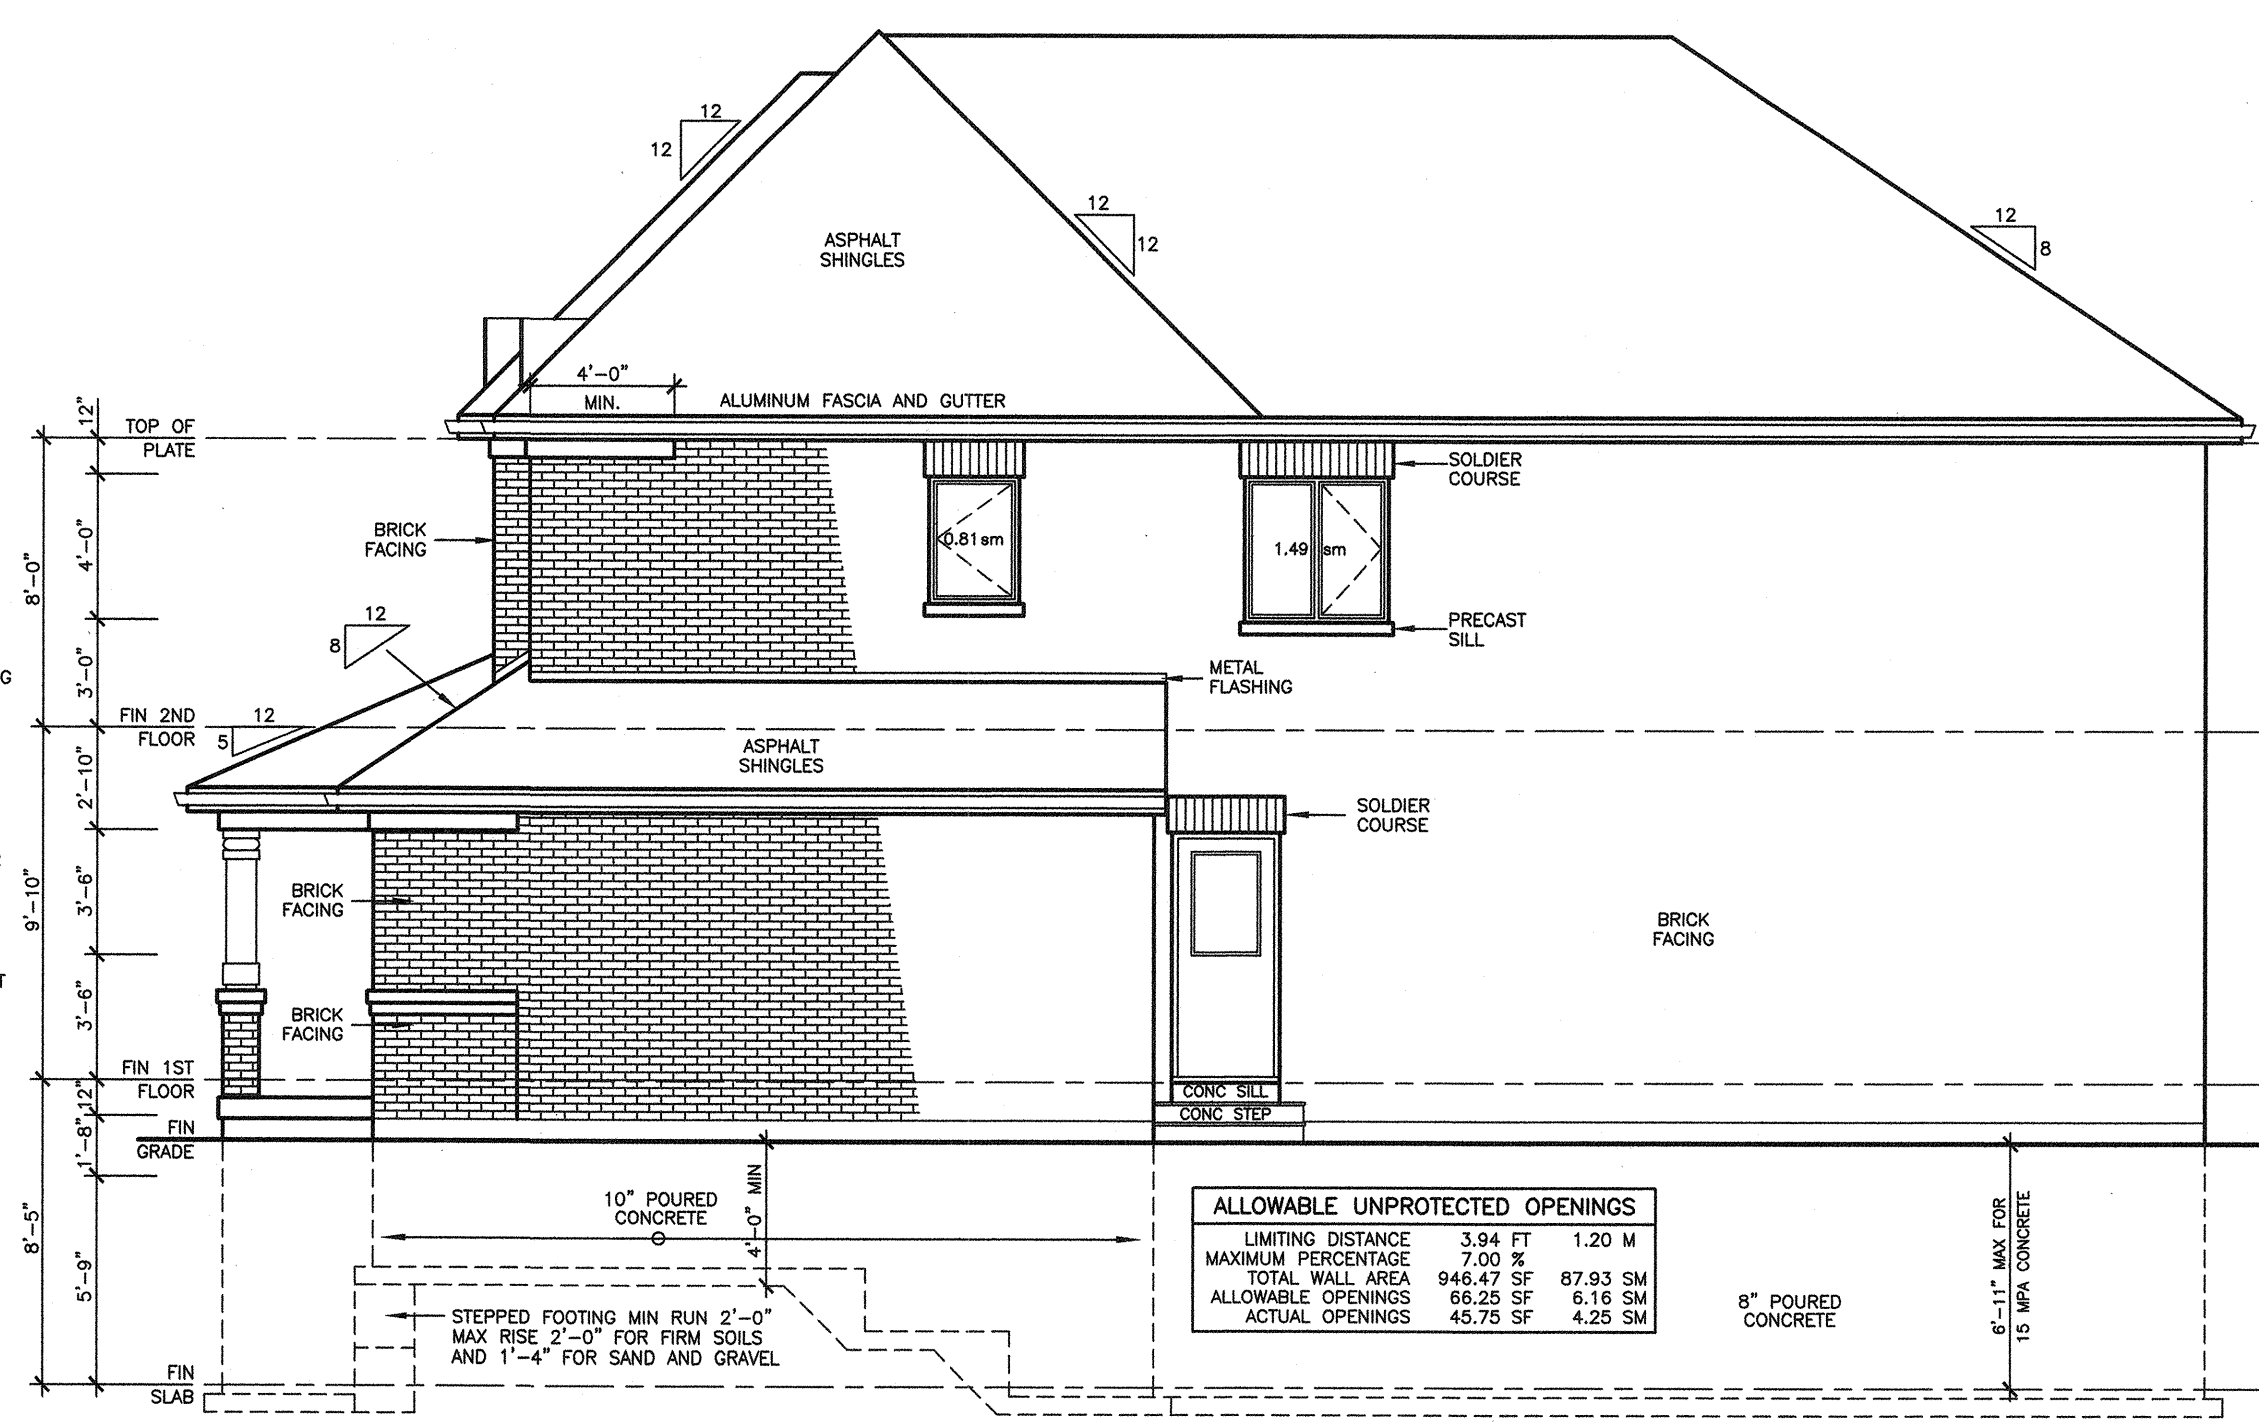 12
12
12
12
12
8
ASPHALT
SHINGLES
4'-0"
MIN.
ALUMINUM FASCIA AND GUTTER
12"
TOP OF
PLATE
SOLDIER
COURSE
BRICK
FACING
4'-0"
8'-0"
0.81 sm
1.49 sm
12
8
PRECAST
SILL
3'-0"
METAL
FLASHING
G
FIN 2ND
FLOOR
12
5
ASPHALT
SHINGLES
2'-10"
SOLDIER
COURSE
9'-10"
3'-6"
BRICK
FACING
BRICK
FACING
3'-6"
BRICK
FACING
FIN 1ST
FLOOR
12"
CONC SILL
CONC STEP
FIN
GRADE
1'-8"
10" POURED
CONCRETE
4'-0" MIN
8'-5"
5'-9"
ALLOWABLE UNPROTECTED OPENINGS
LIMITING DISTANCE 3.94 FT 1.20 M
MAXIMUM PERCENTAGE 7.00 %
TOTAL WALL AREA 946.47 SF 87.93 SM
ALLOWABLE OPENINGS 66.25 SF 6.16 SM
ACTUAL OPENINGS 45.75 SF 4.25 SM
6'-11" MAX FOR
15 MPA CONCRETE
8" POURED
CONCRETE
STEPPED FOOTING MIN RUN 2'-0"
MAX RISE 2'-0" FOR FIRM SOILS
AND 1'-4" FOR SAND AND GRAVEL
FIN
SLAB